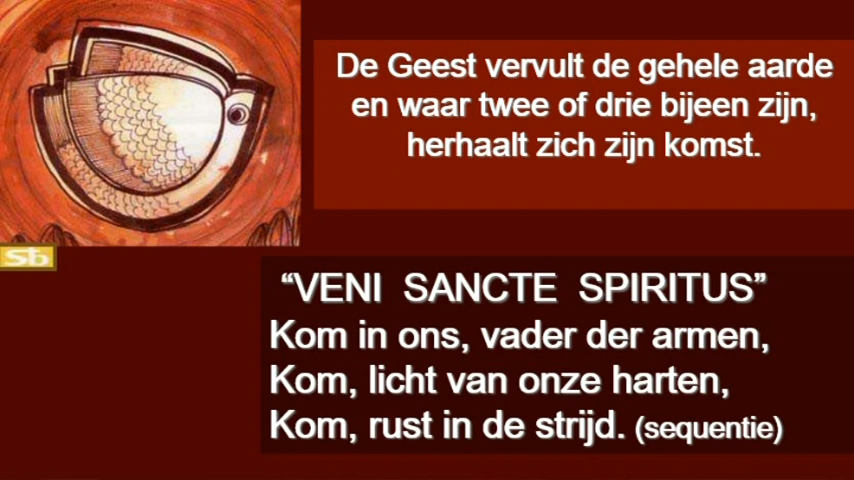 De Geest vervult de gehele aarde
en waar twee of drie bijeen zijn,
herhaalt zich zijn komst.
Sb
“VENI SANCTE SPIRITUS”
Kom in ons, vader der armen,
Kom, licht van onze harten,
Kom, rust in de strijd. (sequentie)